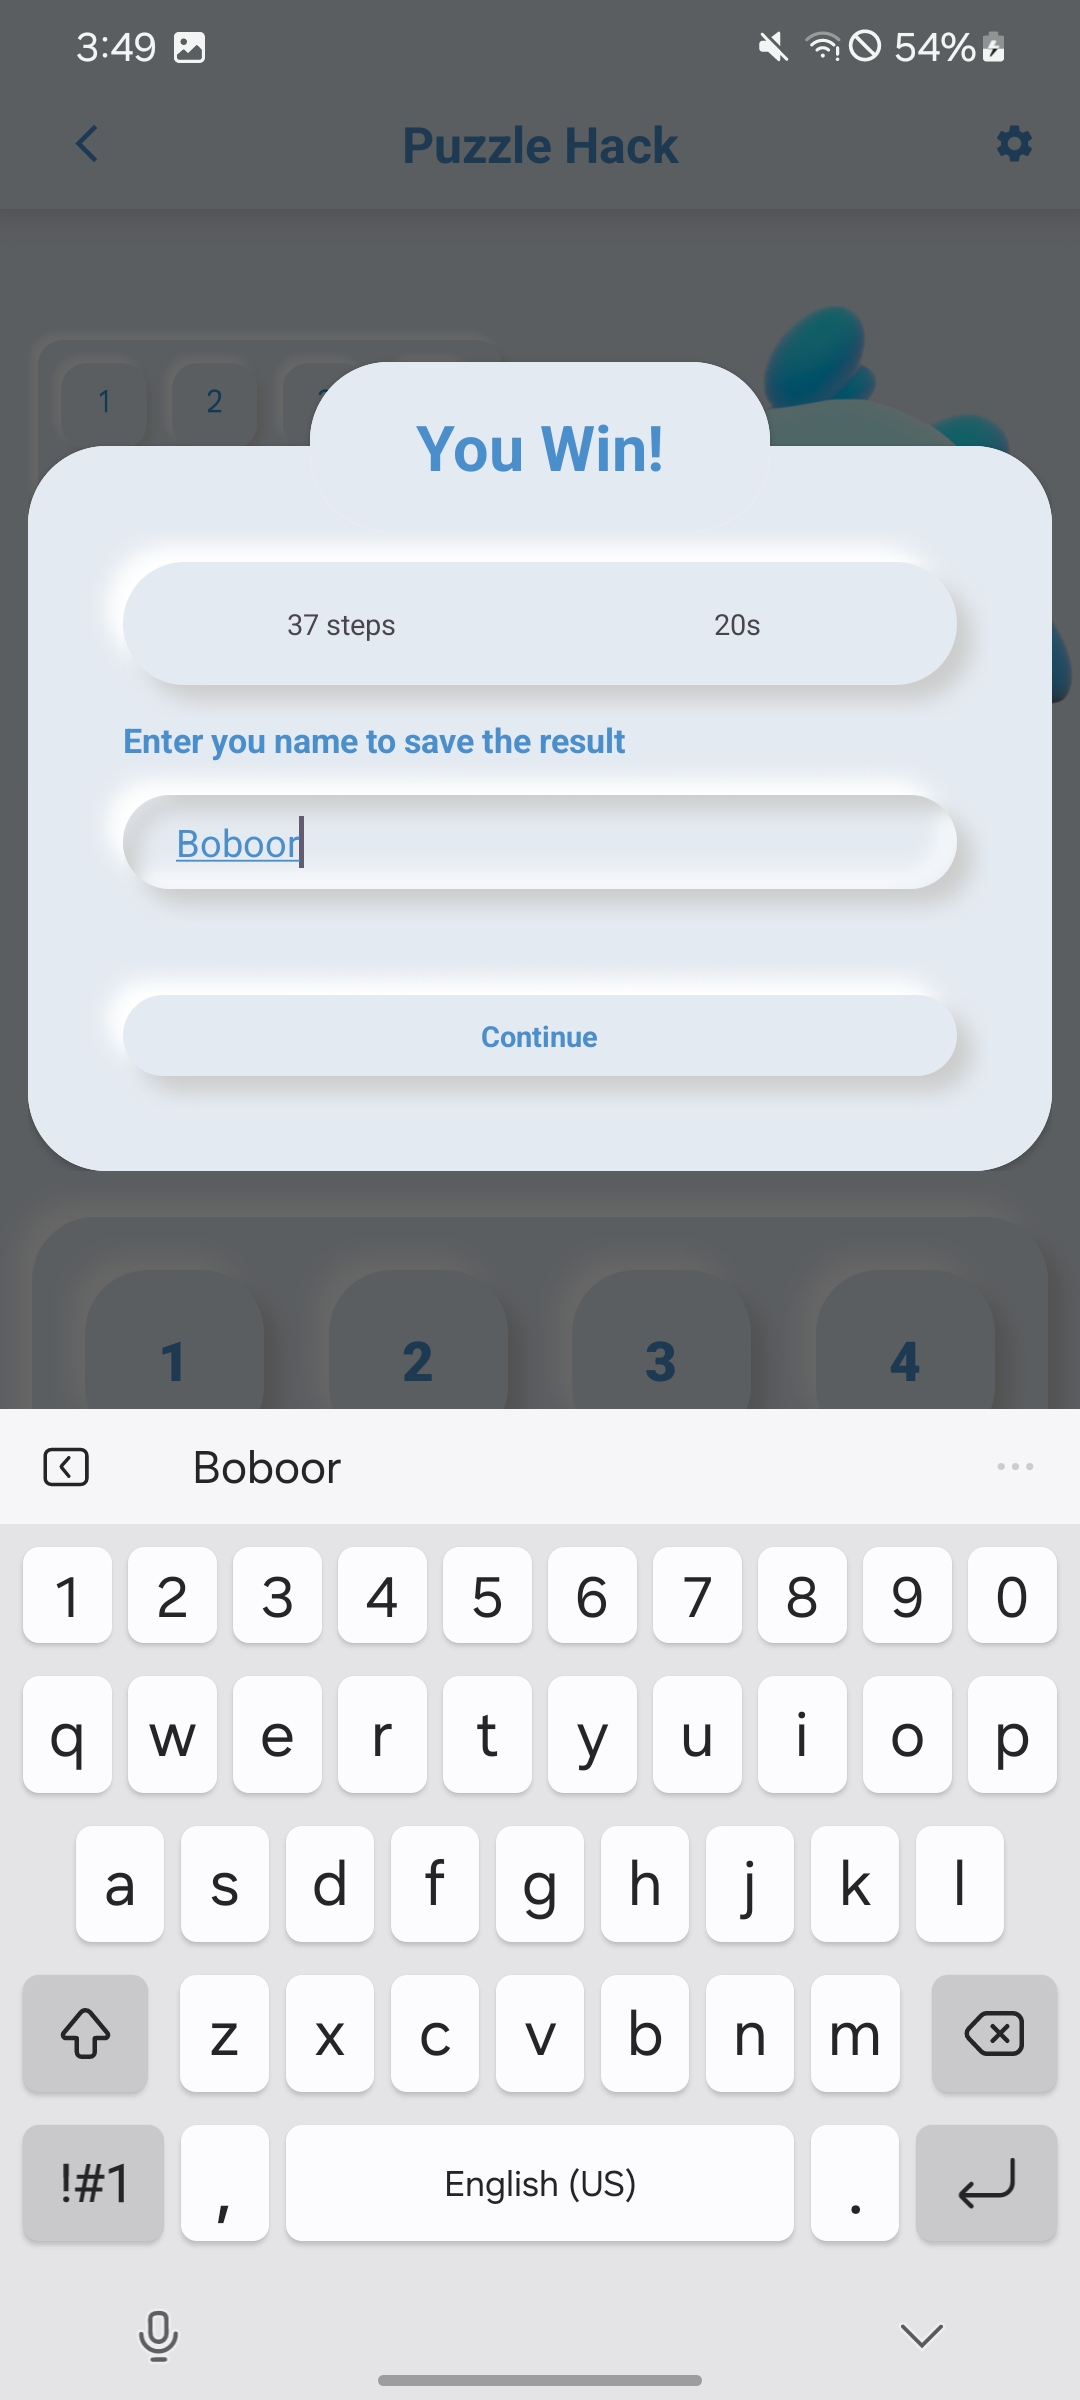 3:49 54%
Puzzle Hack
1 2
You Win!
37 steps 20s
Enter you name to save the result
Boboor
Continue
1 2 3 4
Boboor
1 2 3 4 5 6 7 8 9 0
q w e r t y u i o p
a s d f g h j k l
z x c v b n m
!#1 , English (US) .